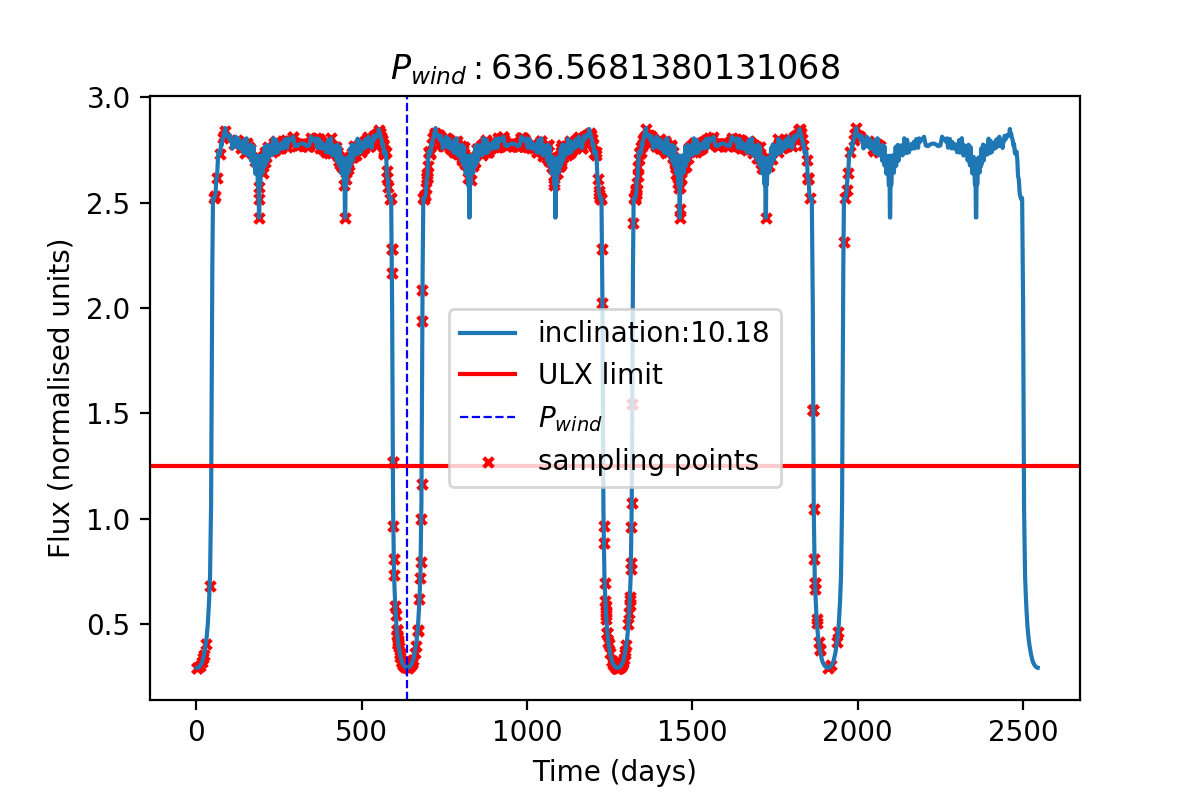 P_wind : 636.5681380131068
3.0
2.5
2.0
1.5
1.0
0.5
Flux (normalised units)
inclination:10.18
ULX limit
P_wind
sampling points
0 500 1000 1500 2000 2500
Time (days)